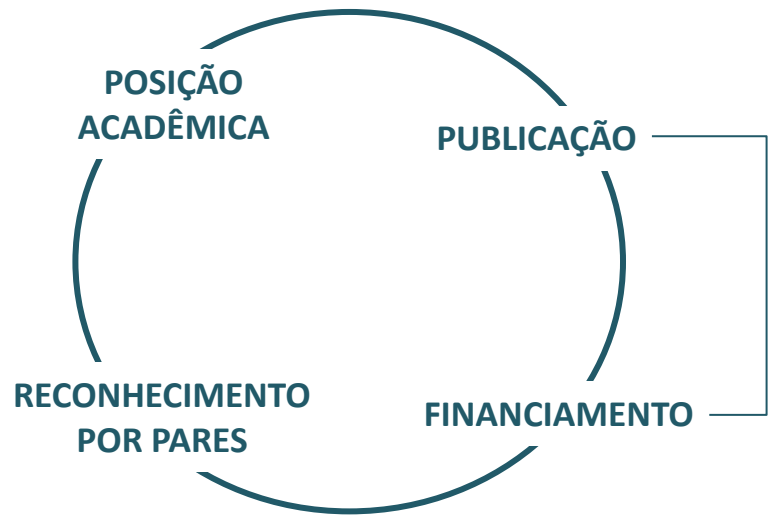 POSIÇÃO
ACADÊMICA
PUBLICAÇÃO
RECONHECIMENTO
POR PARES
FINANCIAMENTO